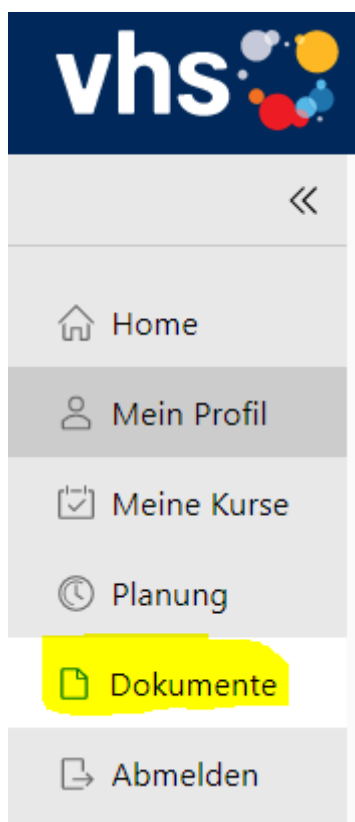 vhs
Home
Mein Profil
Meine Kurse
Planung
Dokumente
Abmelden